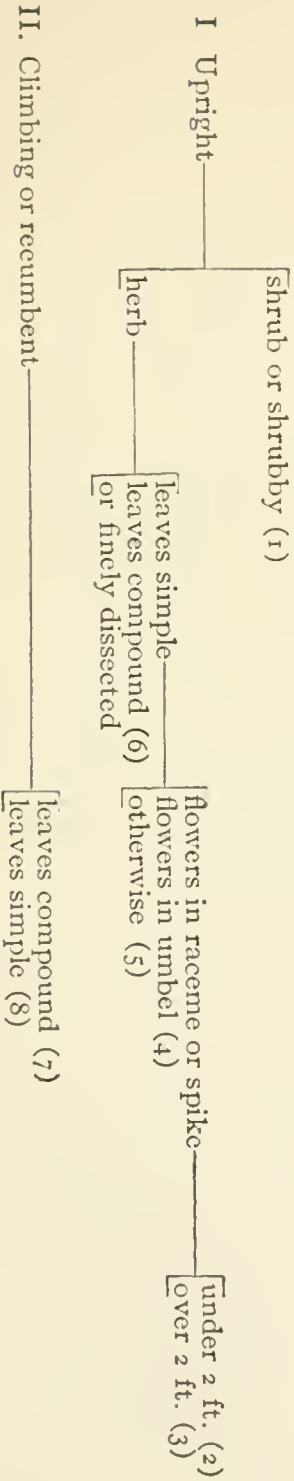 I Upright
shrub or shrubby (1)
herb
leaves simple
leaves compound (6)
or finely dissected
flowers in raceme or spike
flowers in umbel (4)
otherwise (5)
under 2 ft. (2)
over 2 ft. (3)
II. Climbing or recumbent
leaves compound (7)
leaves simple (8)